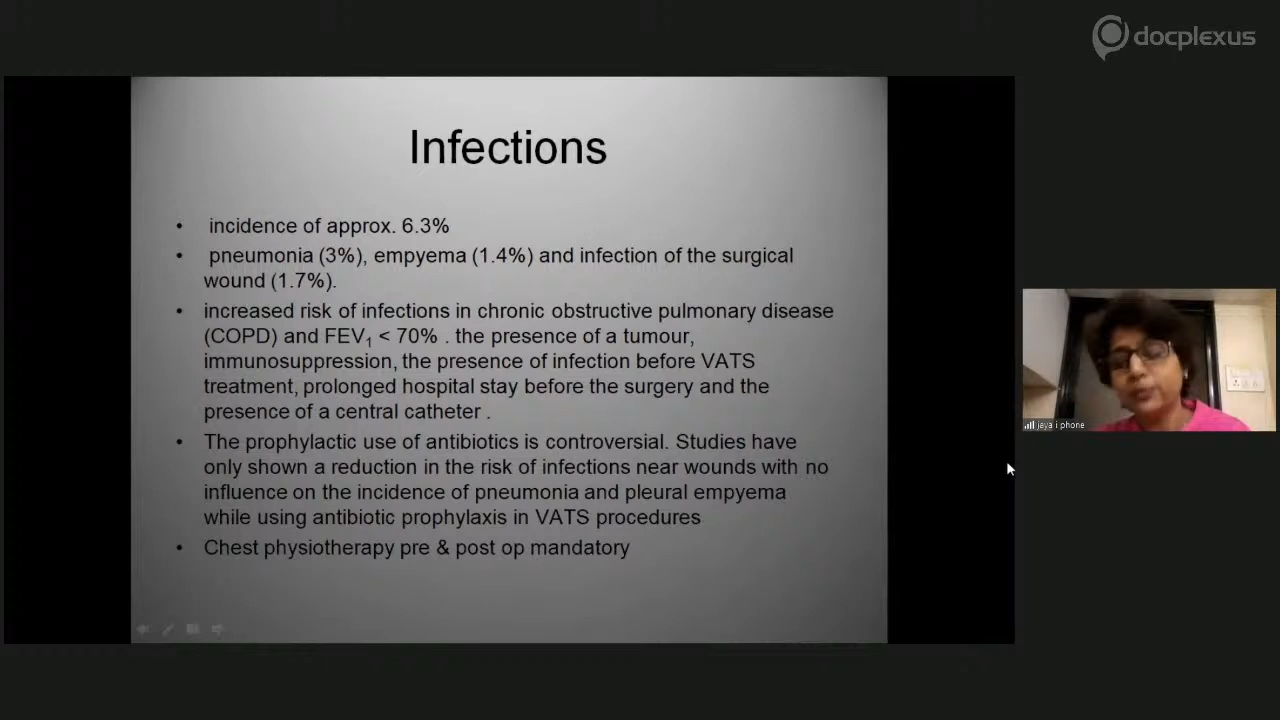 docplexus
Infections
• incidence of approx. 6.3%
• pneumonia (3%), empyema (1.4%) and infection of the surgical
wound (1.7%).
• increased risk of infections in chronic obstructive pulmonary disease
(COPD) and FEV₁ < 70% . the presence of a tumour,
immunosuppression, the presence of infection before VATS
treatment, prolonged hospital stay before the surgery and the
presence of a central catheter .
• The prophylactic use of antibiotics is controversial. Studies have
only shown a reduction in the risk of infections near wounds with no
influence on the incidence of pneumonia and pleural empyema
while using antibiotic prophylaxis in VATS procedures
• Chest physiotherapy pre & post op mandatory
jaya i phone